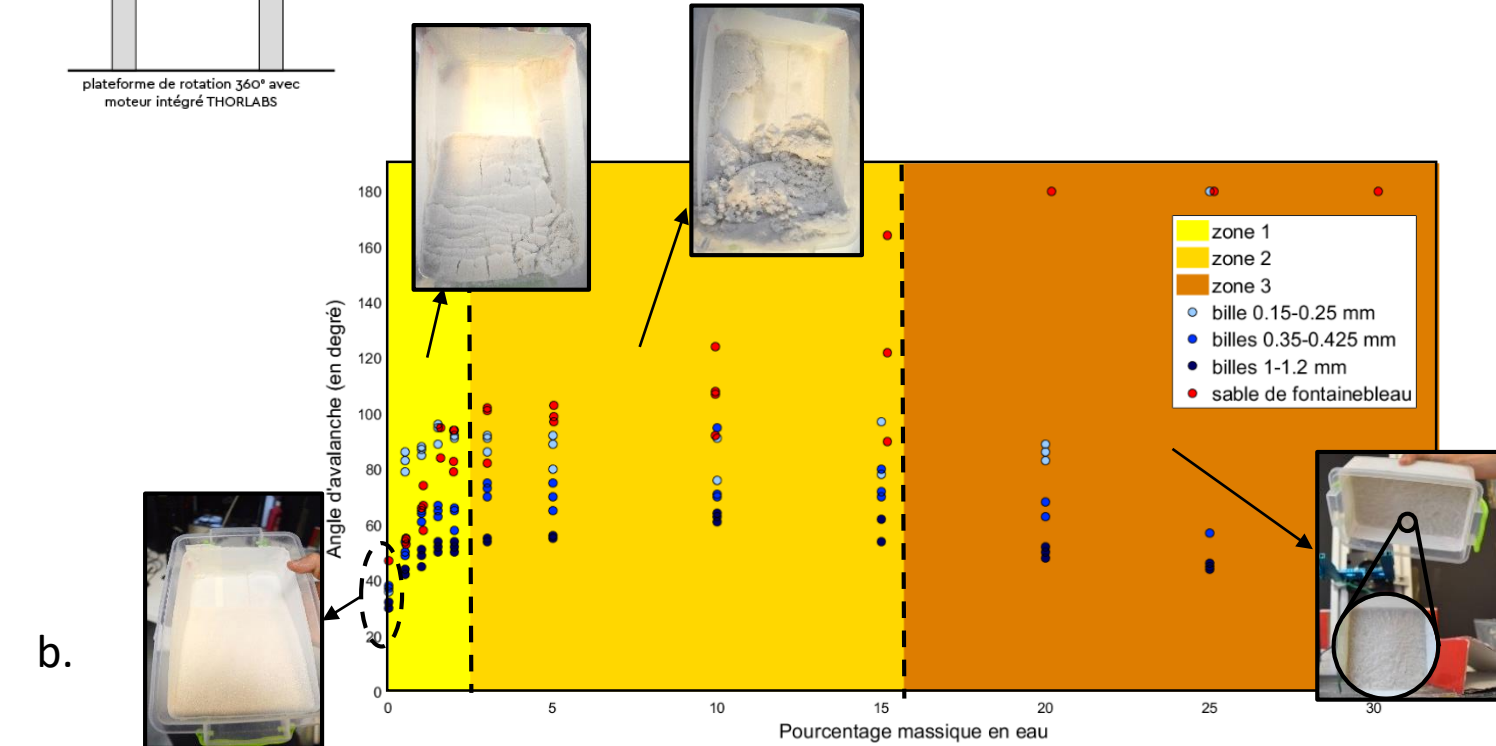 plateforme de rotation 360° avec
moteur intégré THORLABS
b.
Angle d'avalanche (en degré)
180
160
140
120
100
80
60
40
20
0
0 5 10 15 20 25 30
Pourcentage massique en eau
zone 1
zone 2
zone 3
bille 0.15-0.25 mm
billes 0.35-0.425 mm
billes 1-1.2 mm
sable de fontainebleau